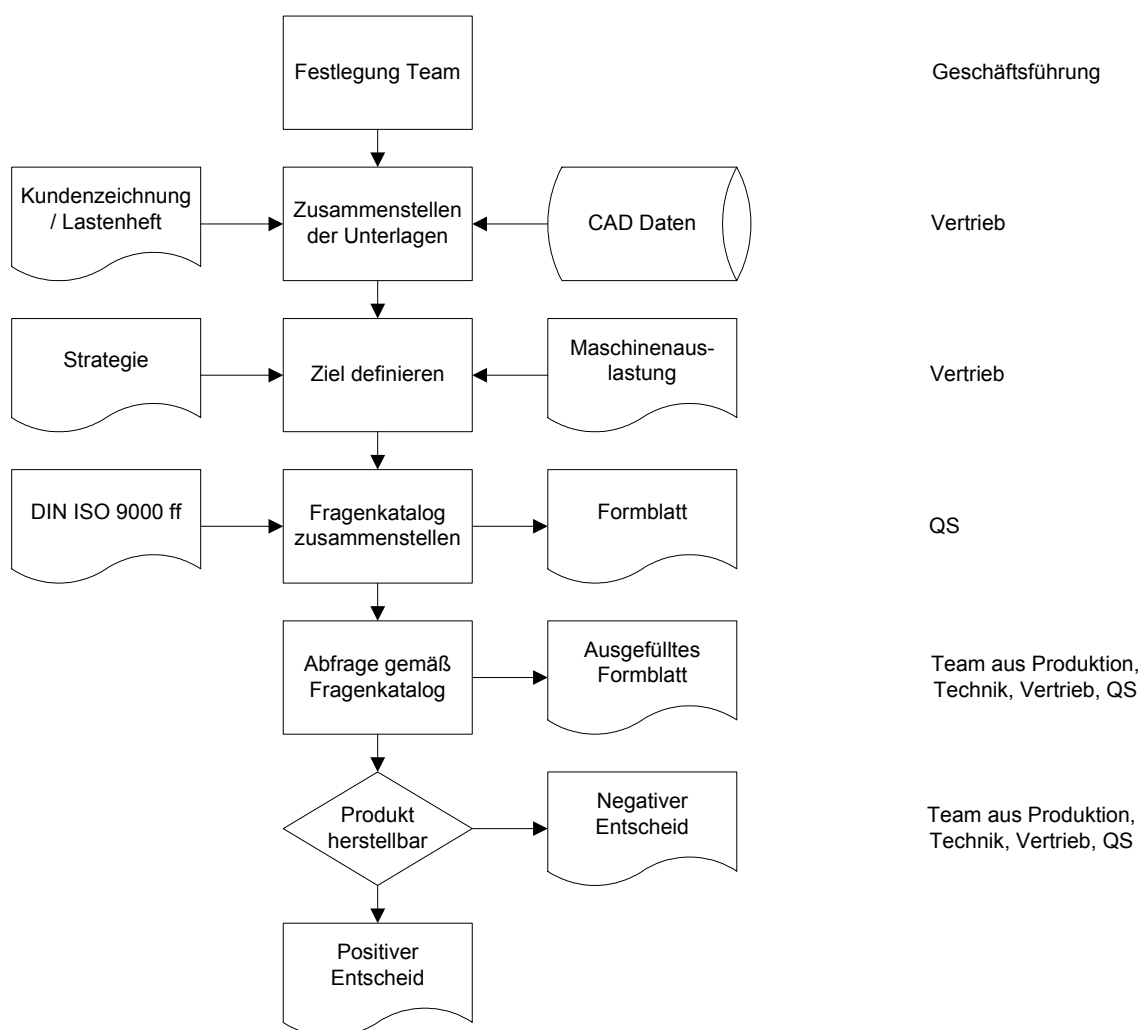 Festlegung Team
Geschäftsführung
Kundenzeichnung
/ Lastenheft
Zusammenstellen
der Unterlagen
CAD Daten
Vertrieb
Strategie
Ziel definieren
Maschinenaus-
lastung
Vertrieb
DIN ISO 9000 ff
Fragenkatalog
zusammenstellen
Formblatt
QS
Abfrage gemäß
Fragenkatalog
Ausgefülltes
Formblatt
Team aus Produktion,
Technik, Vertrieb, QS
Produkt
herstellbar
Negativer
Entscheid
Team aus Produktion,
Technik, Vertrieb, QS
Positiver
Entscheid